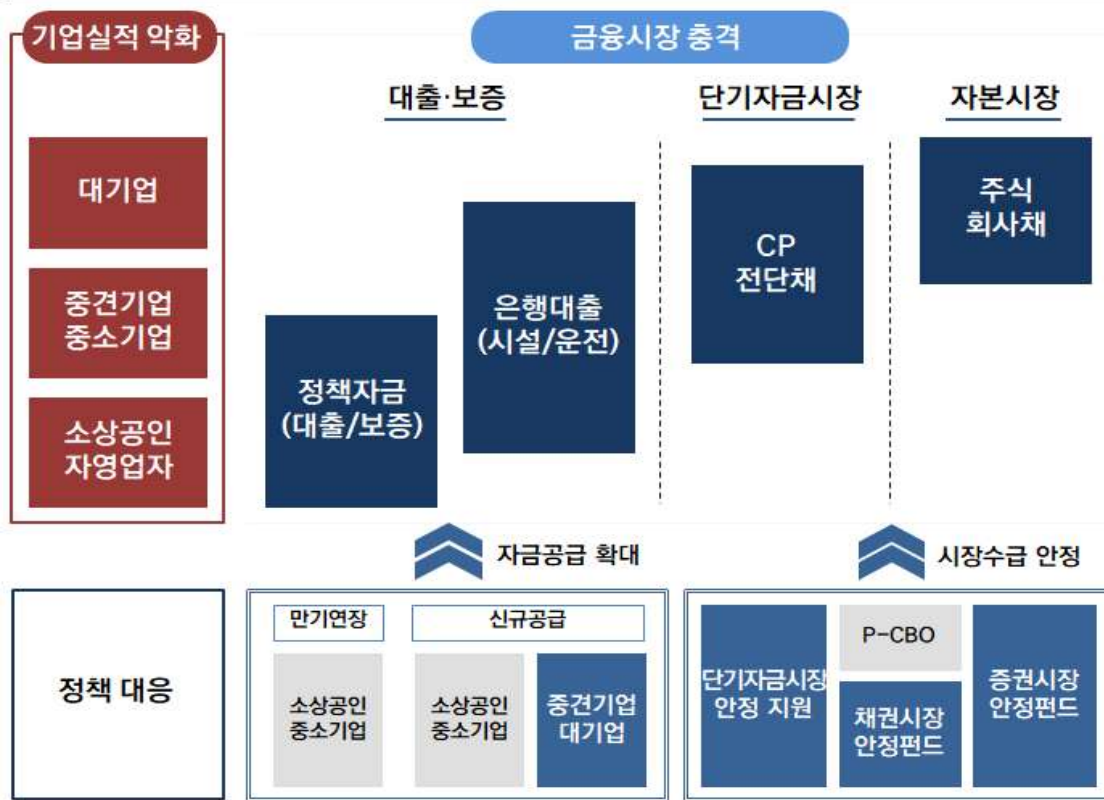 기업실적 악화
금융시장 충격
대출·보증
단기자금시장
자본시장
대기업
중견기업
중소기업
소상공인
자영업자
정책자금
(대출/보증)
은행대출
(시설/운전)
CP
전단채
주식
회사채
자금공급 확대
시장수급 안정
정책 대응
만기연장
신규공급
소상공인
중소기업
소상공인
중소기업
중견기업
대기업
단기자금시장
안정 지원
P-CBO
채권시장
안정펀드
증권시장
안정펀드